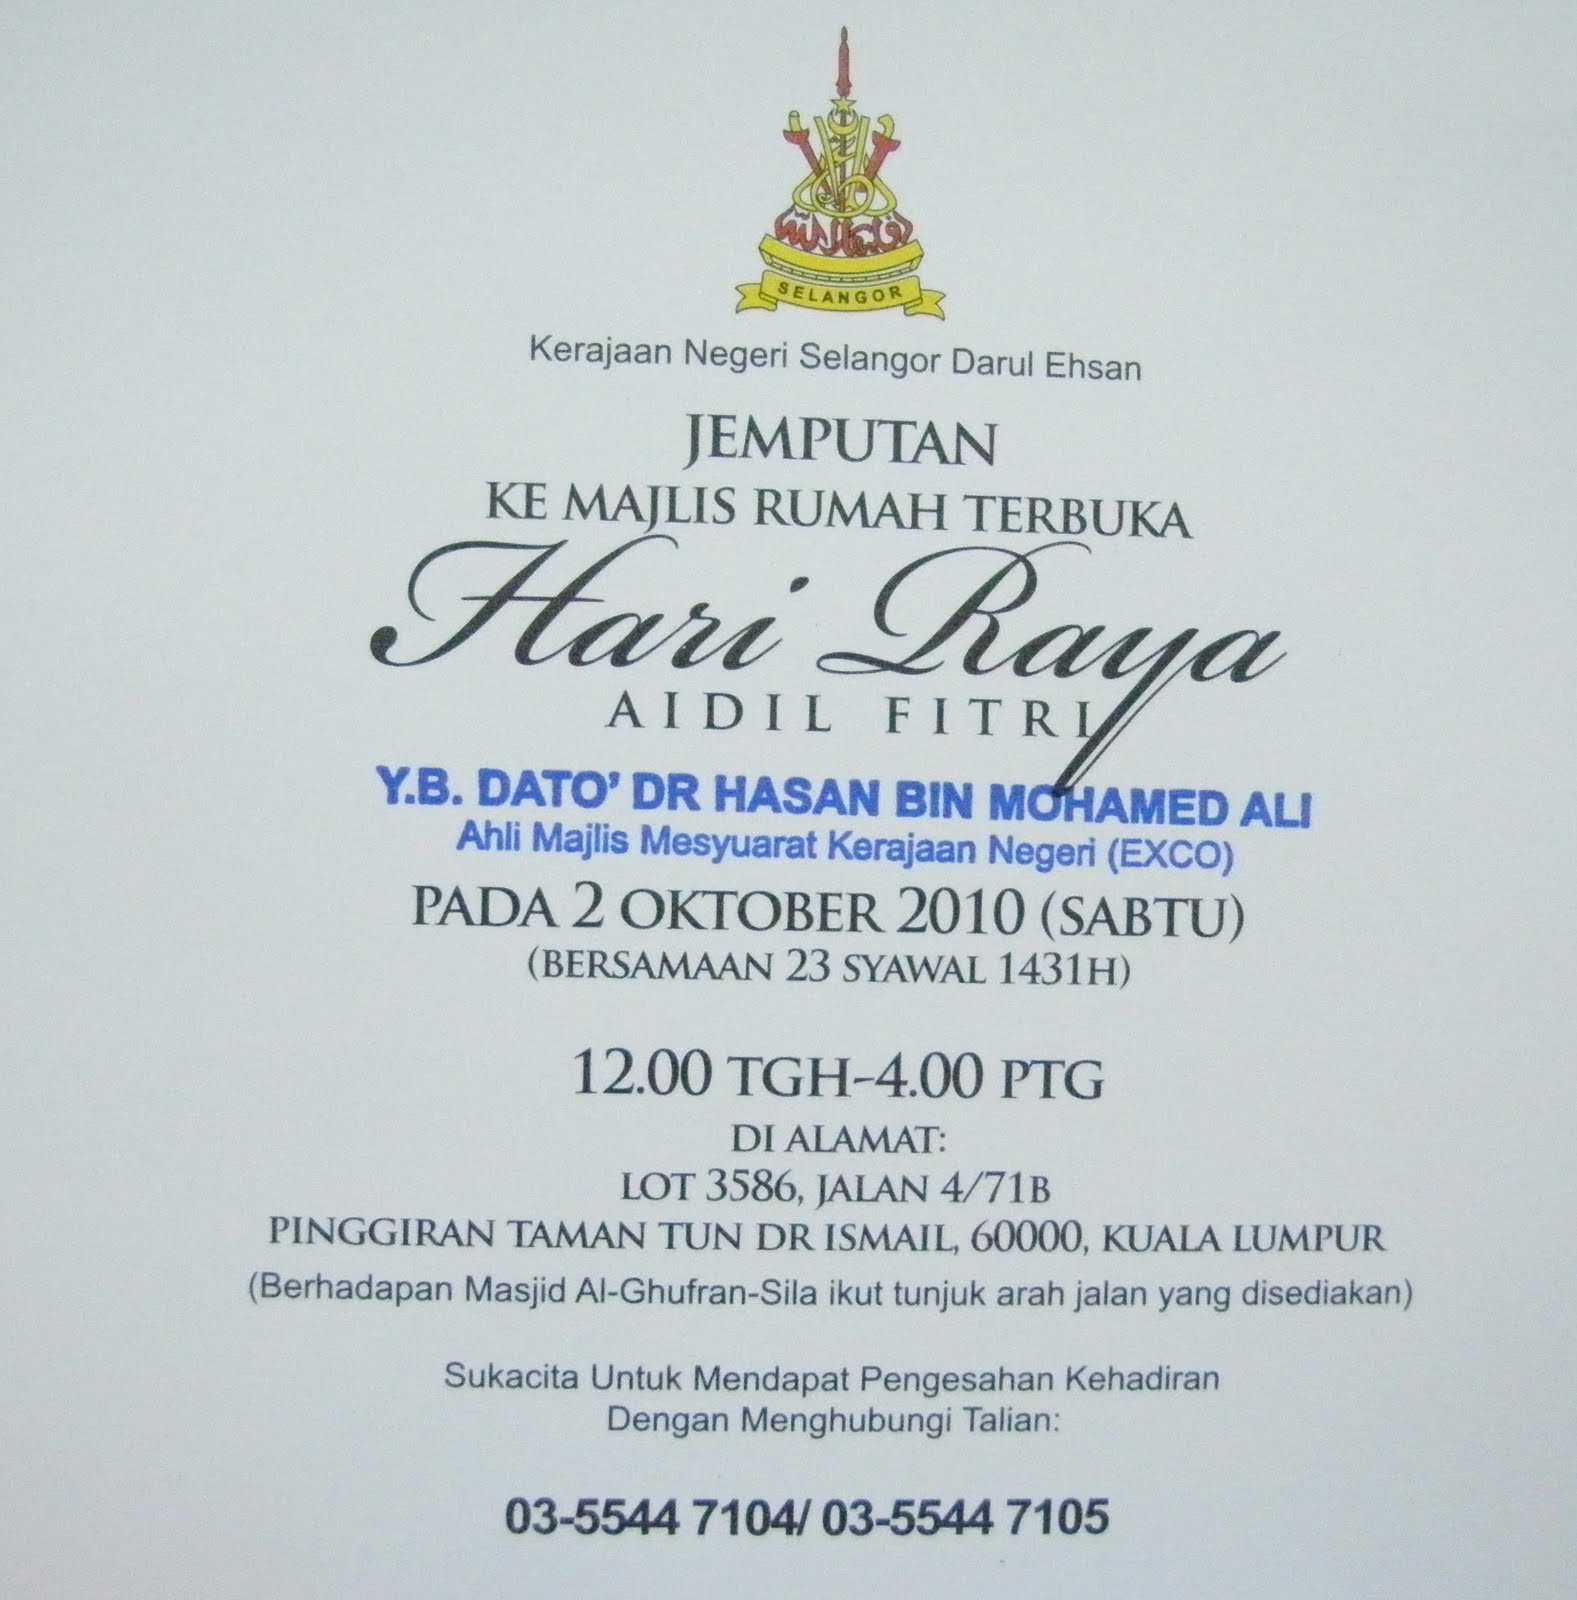 SELANGOR
Kerajaan Negeri Selangor Darul Ehsan
JEMPUTAN
KE MAJLIS RUMAH TERBUKA
Hari Raya
AIDIL FITRI
Y.B. DATO' DR HASAN BIN MOHAMED ALI
Ahli Majlis Mesyuarat Kerajaan Negeri (EXCO)
PADA 2 OKTOBER 2010 (SABTU)
(BERSAMAAN 23 SYAWAL 1431H)
12.00 TGH-4.00 PTG
DI ALAMAT:
LOT 3586, JALAN 4/71B
PINGGIRAN TAMAN TUN DR ISMAIL, 60000, KUALA LUMPUR
(Berhadapan Masjid Al-Ghufran-Sila ikut tunjuk arah jalan yang disediakan)
Sukacita Untuk Mendapat Pengesahan Kehadiran
Dengan Menghubungi Talian:
03-5544 7104/ 03-5544 7105